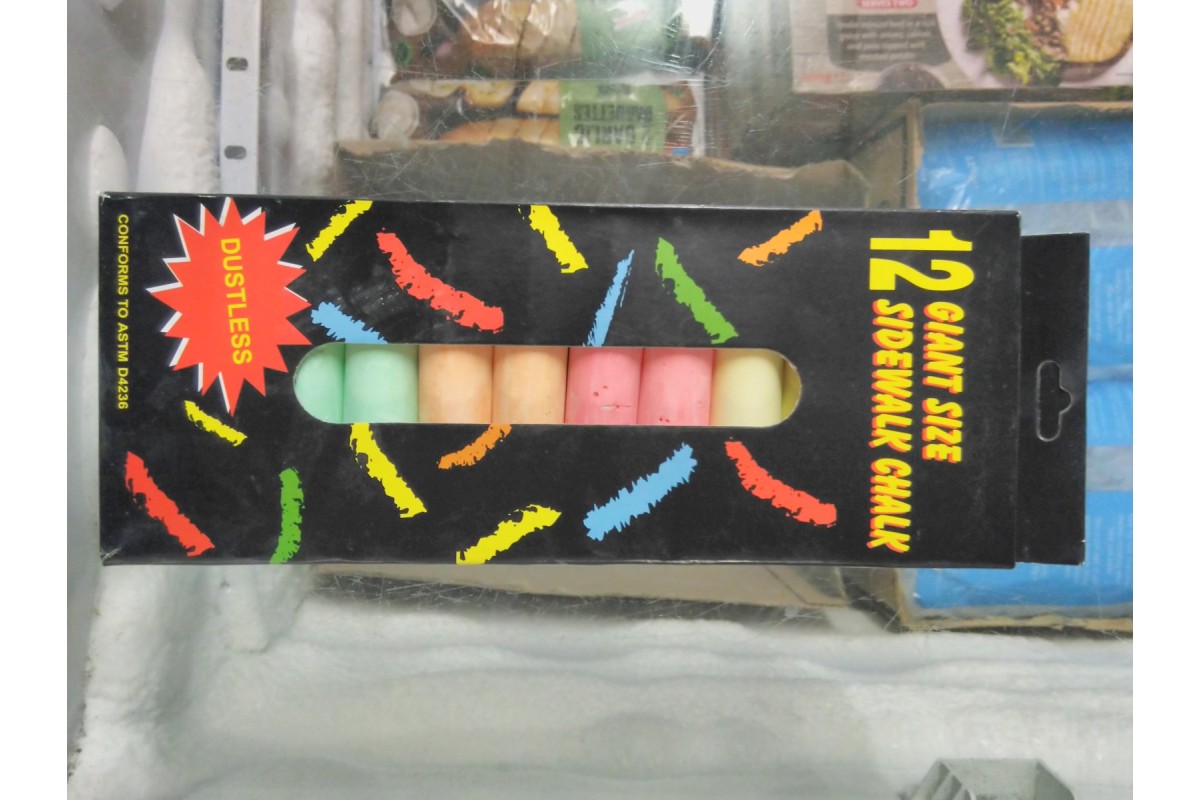 12 GIANT SIZE
SIDEWALK CHALK
DUSTLESS
CONFORMS TO ASTM D4236
GARLIC
BAGUETTES